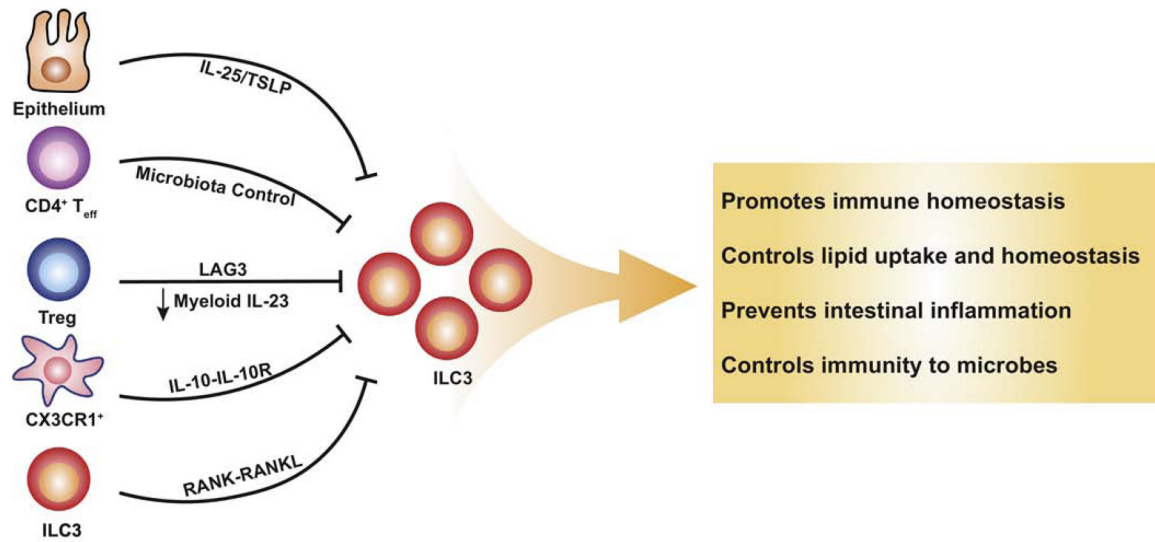 IL-25/TSLP
Epithelium
Microbiota Control
CD4⁺ Teff
LAG3
↓ Myeloid IL-23
Treg
IL-10-IL-10R
CX3CR1⁺
RANK-RANKL
ILC3
ILC3
Promotes immune homeostasis
Controls lipid uptake and homeostasis
Prevents intestinal inflammation
Controls immunity to microbes